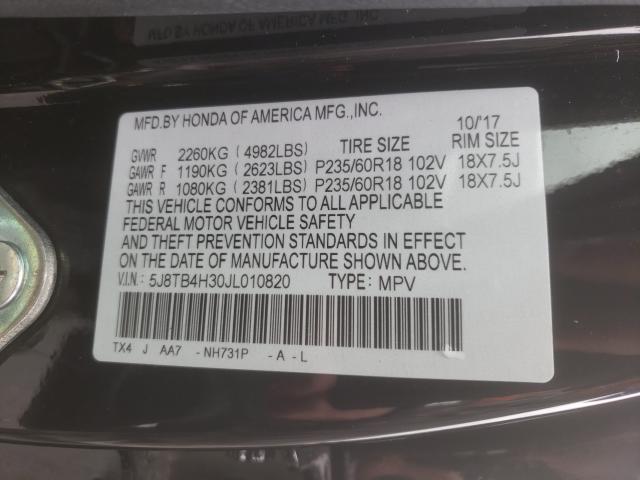 MFD.BY HONDA OF AMERICA MFG.,INC. 10/'17
GVWR 2260KG (4982LBS) TIRE SIZE RIM SIZE
GAWR F 1190KG (2623LBS) P235/60R18 102V 18X7.5J
GAWR R 1080KG (2381LBS) P235/60R18 102V 18X7.5J
THIS VEHICLE CONFORMS TO ALL APPLICABLE
FEDERAL MOTOR VEHICLE SAFETY
AND THEFT PREVENTION STANDARDS IN EFFECT
ON THE DATE OF MANUFACTURE SHOWN ABOVE.
V.I.N.: 5J8TB4H30JL010820 TYPE: MPV
TX4 J AA7 -NH731P -A-L